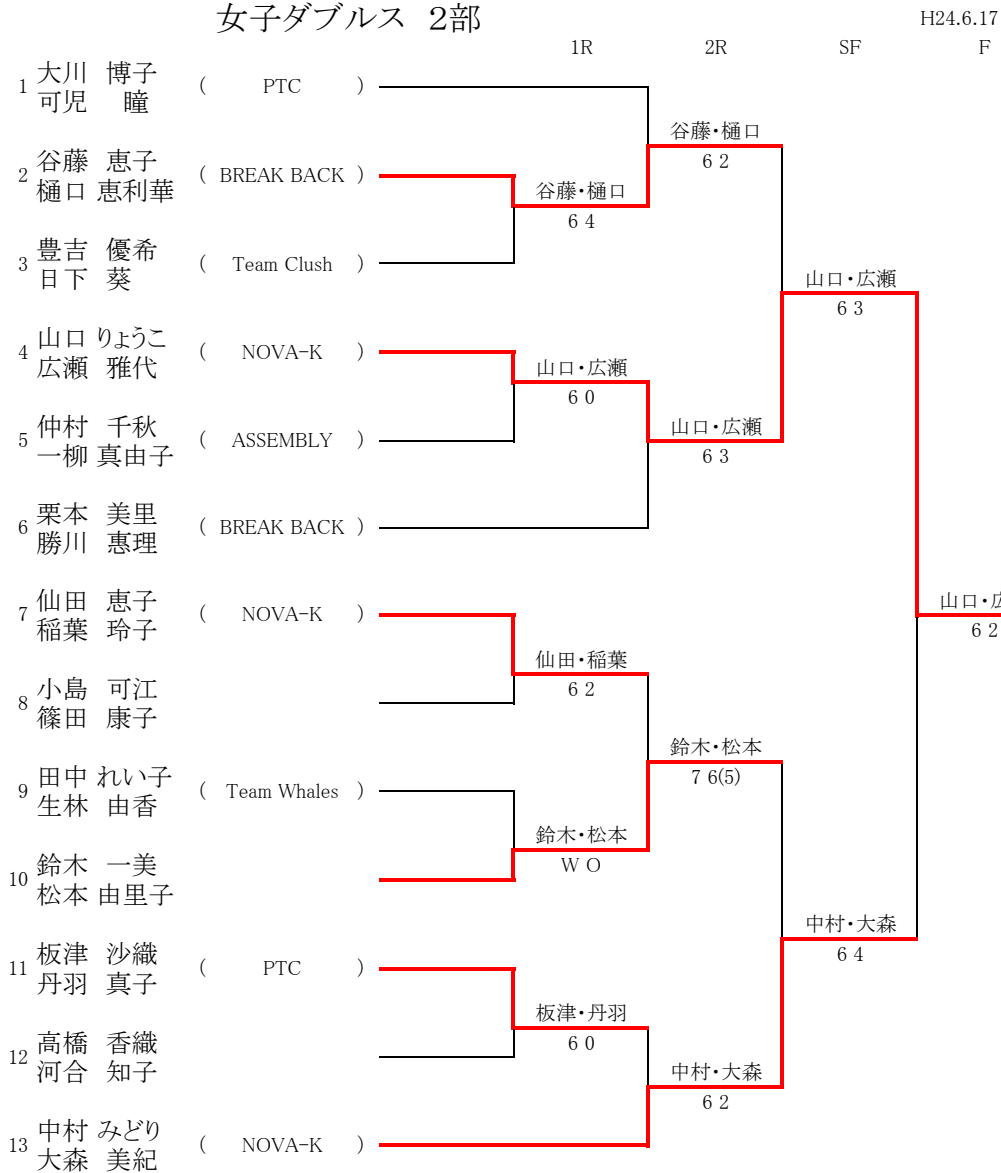 女子ダブルス 2部
H24.6.17
1R 2R SF F
1 大川 博子 ( PTC )
可児 瞳
谷藤・樋口
6 2
2 谷藤 恵子 ( BREAK BACK )
樋口 恵利華
谷藤・樋口
6 4
3 豊吉 優希 ( Team Clush )
日下 葵
山口・広瀬
6 3
4 山口 りょうこ ( NOVA-K )
広瀬 雅代
山口・広瀬
6 0
5 仲村 千秋 ( ASSEMBLY )
一柳 真由子
山口・広瀬
6 3
6 栗本 美里 ( BREAK BACK )
勝川 惠理
7 仙田 恵子 ( NOVA-K )
稲葉 玲子
山口・広
6 2
仙田・稲葉
6 2
8 小島 可江
篠田 康子
鈴木・松本
7 6(5)
9 田中 れい子 ( Team Whales )
生林 由香
鈴木・松本
W O
10 鈴木 一美
松本 由里子
中村・大森
6 4
11 板津 沙織 ( PTC )
丹羽 真子
板津・丹羽
6 0
12 高橋 香織
河合 知子
中村・大森
6 2
13 中村 みどり ( NOVA-K )
大森 美紀